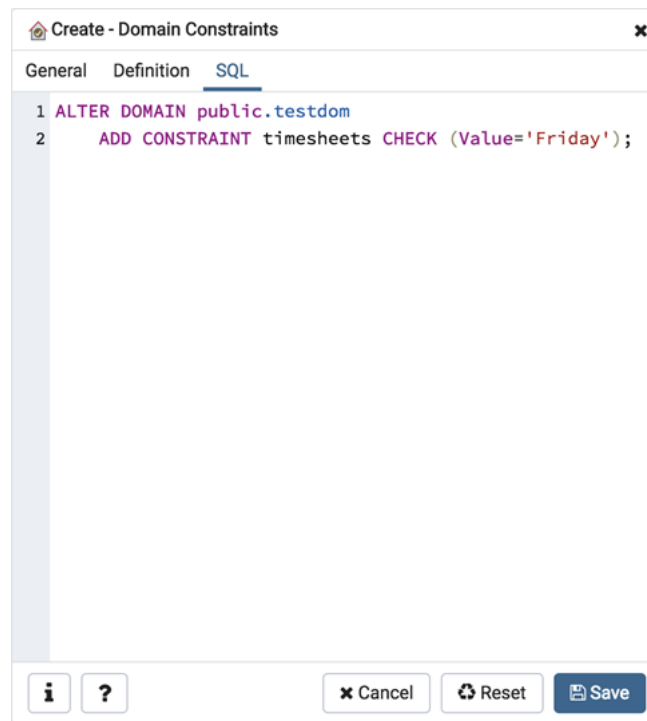 Create - Domain Constraints
General Definition SQL
1 ALTER DOMAIN public.testdom
2 ADD CONSTRAINT timesheets CHECK (Value='Friday');
i ? Cancel Reset Save